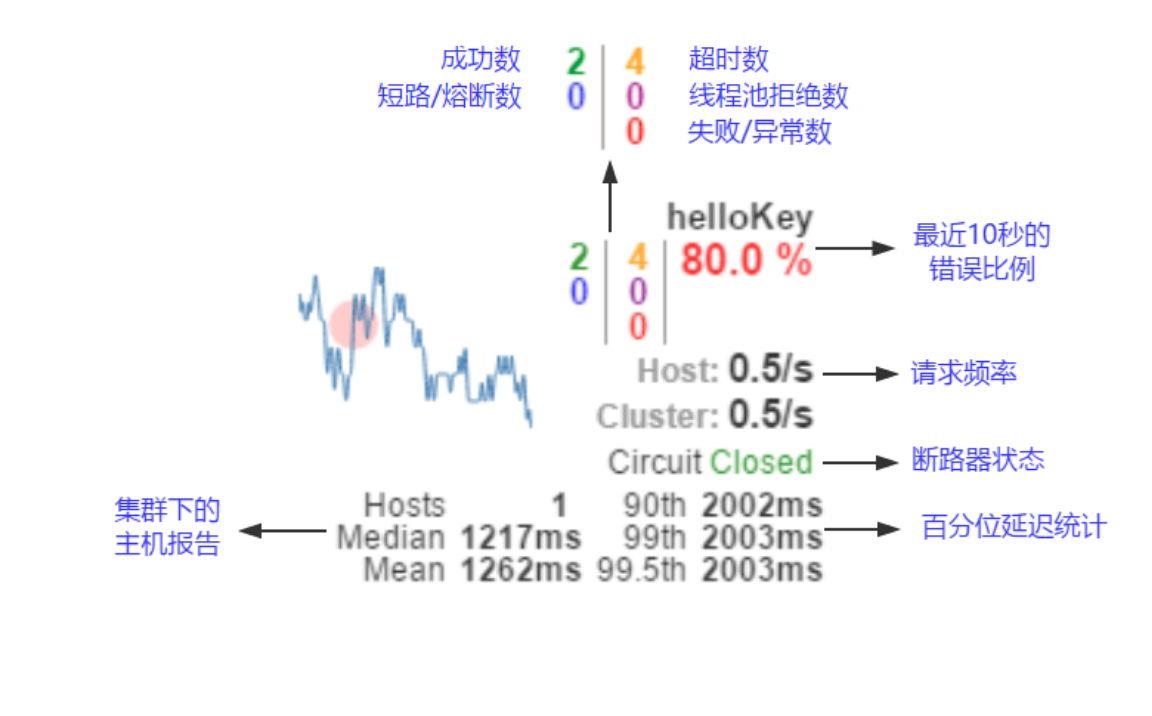 成功数 2 4 超时数
短路/熔断数 0 0 线程池拒绝数
0 失败/异常数
helloKey
2 4 80.0 % 最近10秒的
错误比例
0 0
0
Host: 0.5/s 请求频率
Cluster: 0.5/s
Circuit Closed 断路器状态
集群下的
主机报告
Hosts 1 90th 2002ms
Median 1217ms 99th 2003ms
Mean 1262ms 99.5th 2003ms
百分位延迟统计